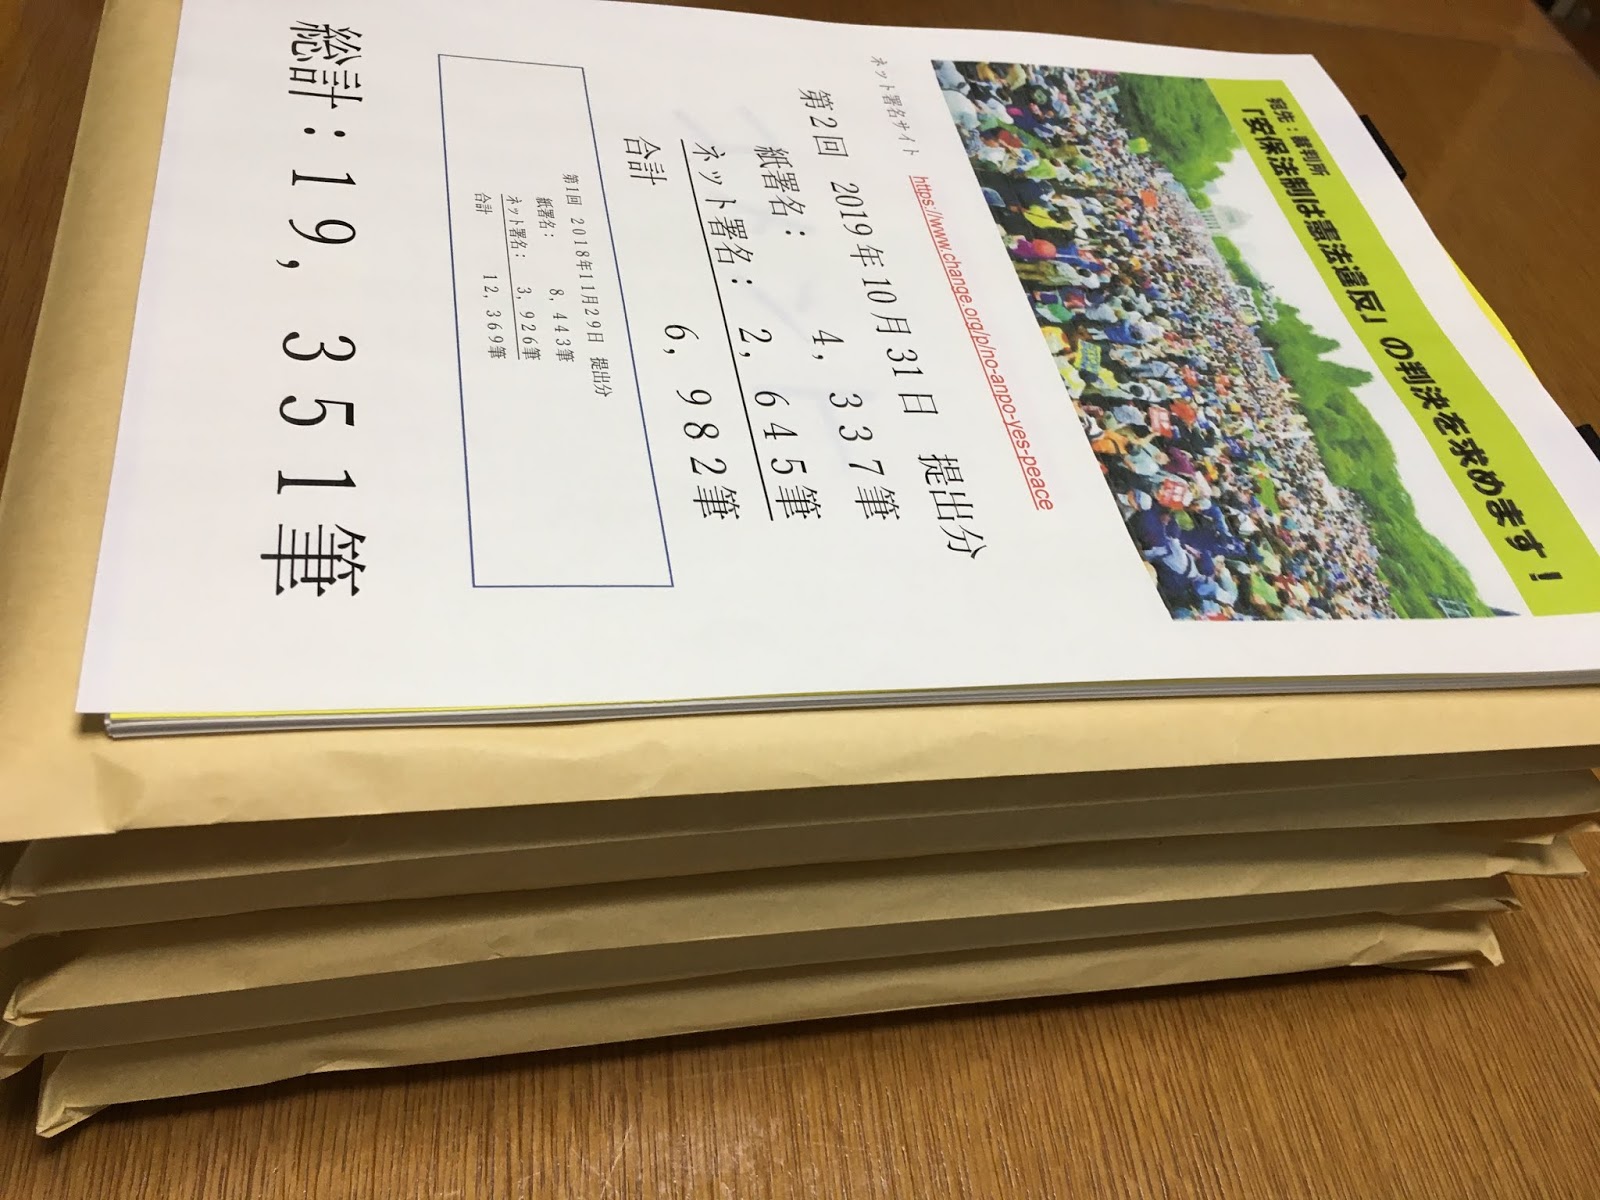 宛先：裁判所
「安保法制は憲法違反」の判決を求めます！
ネット署名サイト　https://www.change.org/p/no-anpo-yes-peace
第2回　2019年10月31日　提出分
紙署名：　4，337筆
ネット署名：　2，645筆
合計　6，982筆
第1回　2018年11月29日　提出分
紙署名：　8，443筆
ネット署名：　3，926筆
合計　12，369筆
総計：19，351筆